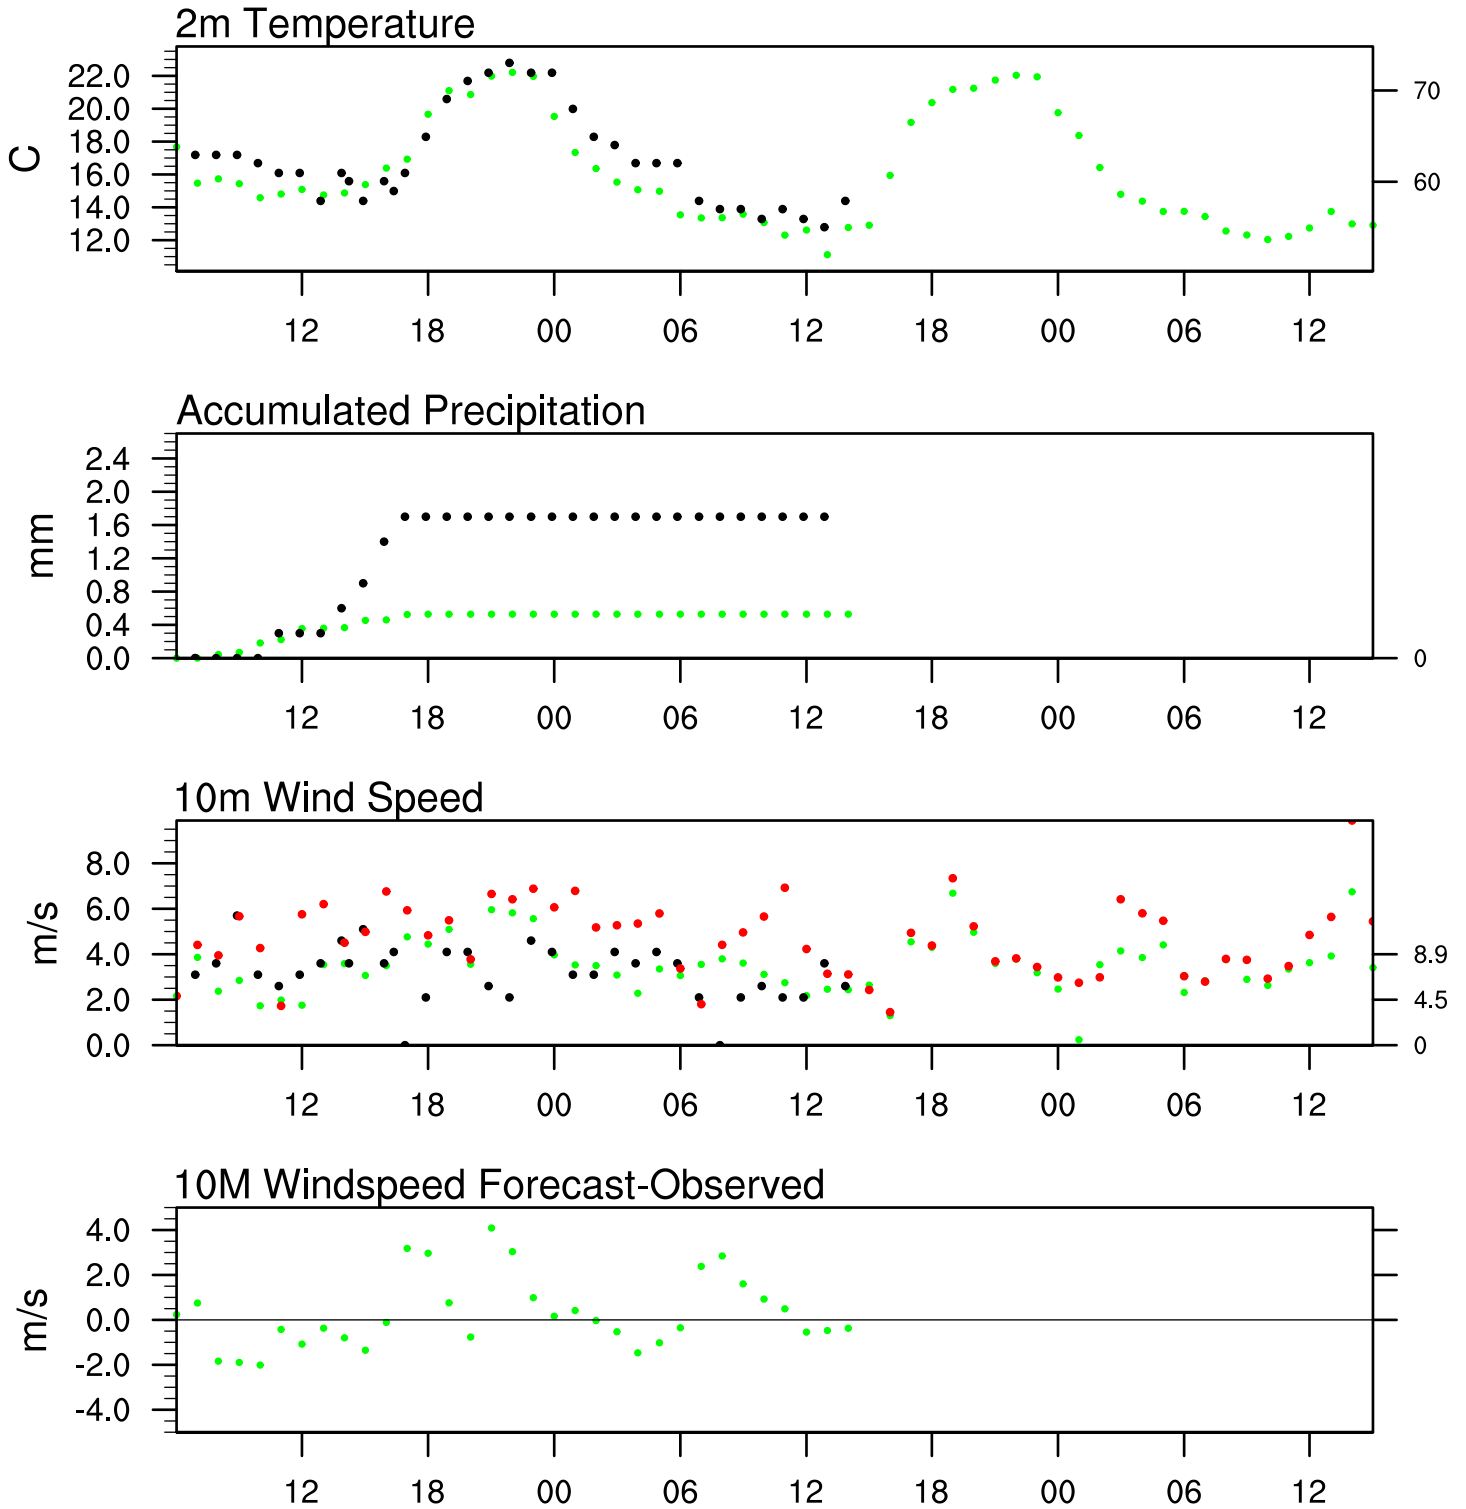 2m Temperature
22.0
20.0
18.0
16.0
14.0
12.0
C
70
60
12 18 00 06 12 18 00 06 12
Accumulated Precipitation
2.4
2.0
1.6
1.2
0.8
0.4
0.0
mm
0
12 18 00 06 12 18 00 06 12
10m Wind Speed
8.0
6.0
4.0
2.0
0.0
m/s
8.9
4.5
0
12 18 00 06 12 18 00 06 12
10M Windspeed Forecast-Observed
4.0
2.0
0.0
-2.0
-4.0
m/s
12 18 00 06 12 18 00 06 12